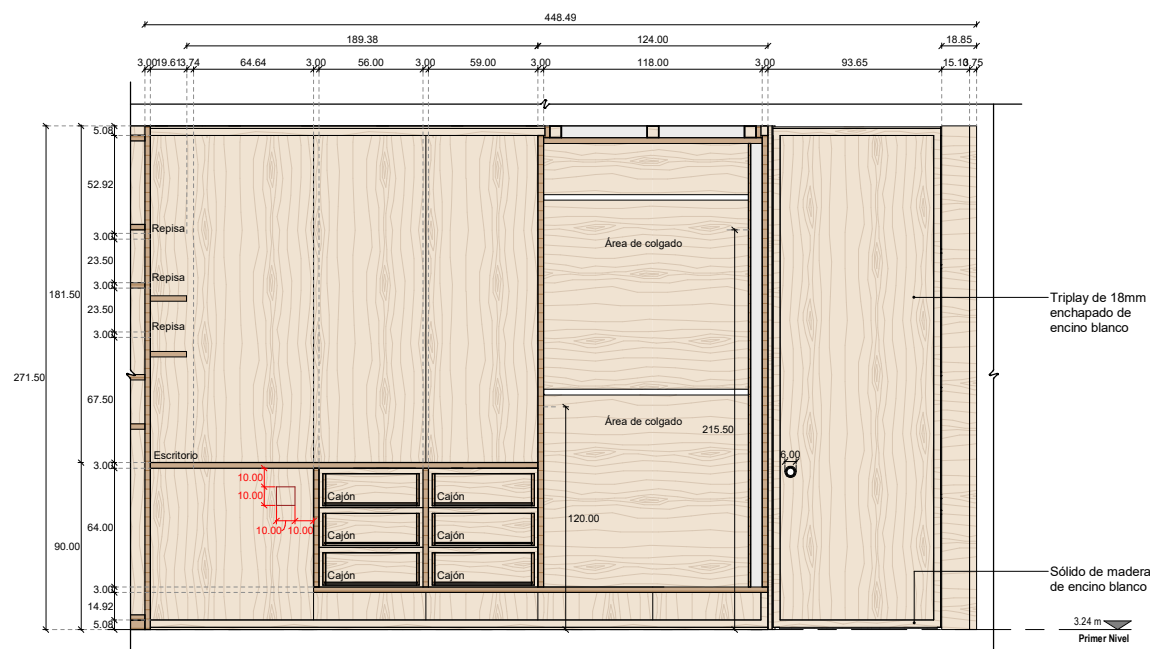 448.49
189.38
124.00
18.85
3.00
19.61
3.74
64.64
3.00
56.00
3.00
59.00
3.00
118.00
3.00
93.65
15.10
3.75
5.08
52.92
Repisa
3.00
Área de colgado
23.50
Repisa
3.00
181.50
23.50
Triplay de 18mm
enchapado de
encino blanco
Repisa
3.00
271.50
67.50
Área de colgado
215.50
Escritorio
6.00
3.00
10.00
10.00
Cajón
Cajón
120.00
64.00
10.00
10.00
Cajón
Cajón
90.00
Cajón
Cajón
Sólido de madera
de encino blanco
3.00
14.92
5.08
3.24 m
Primer Nivel